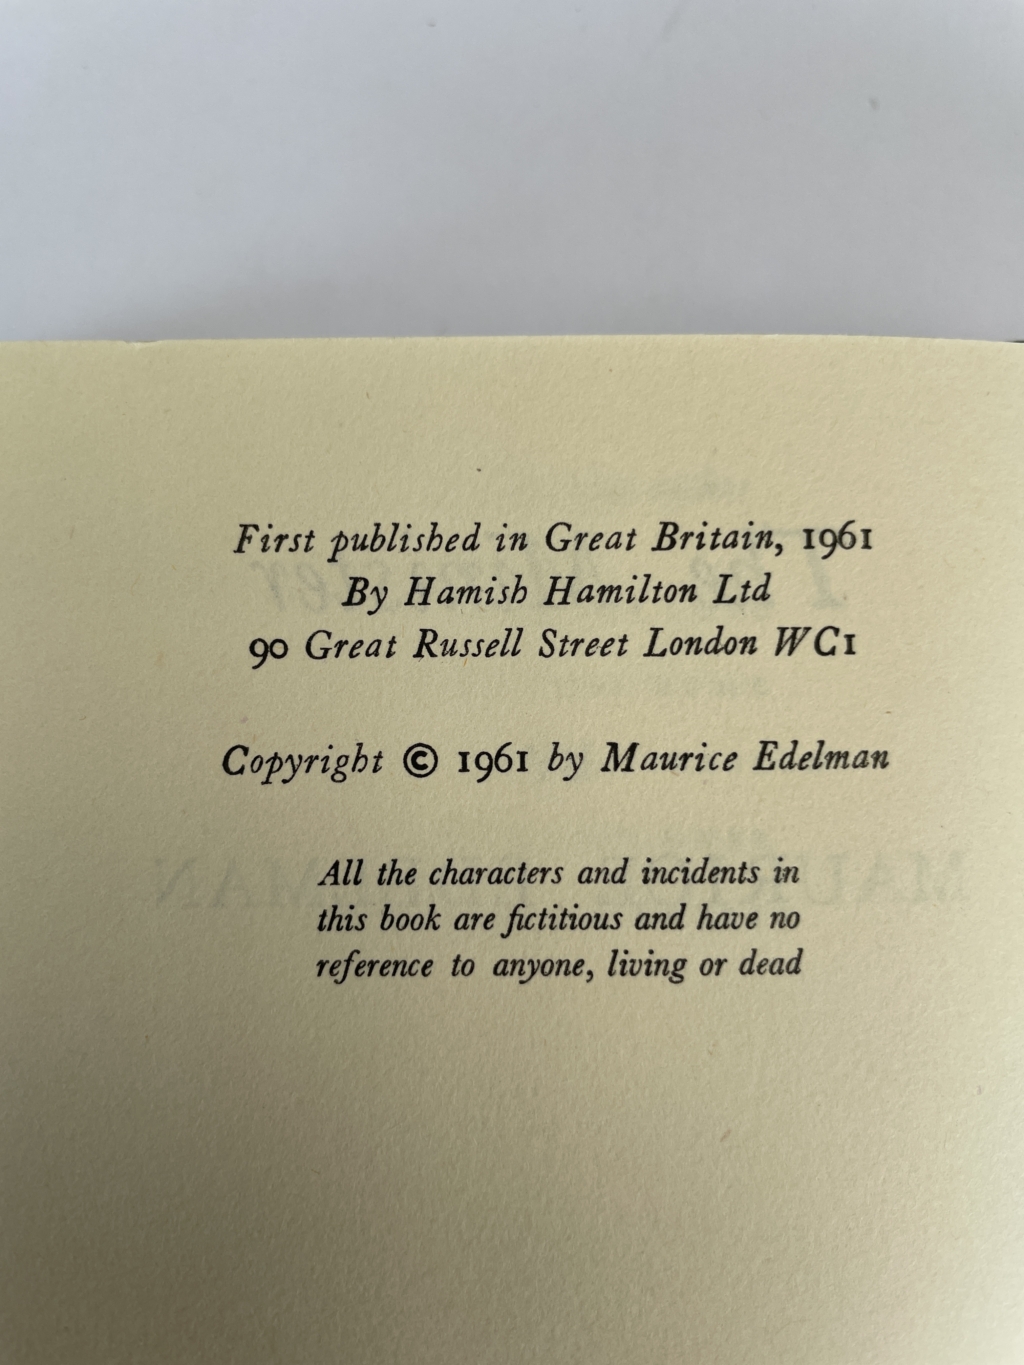 First published in Great Britain, 1961
By Hamish Hamilton Ltd
90 Great Russell Street London WC1
Copyright © 1961 by Maurice Edelman
All the characters and incidents in
this book are fictitious and have no
reference to anyone, living or dead